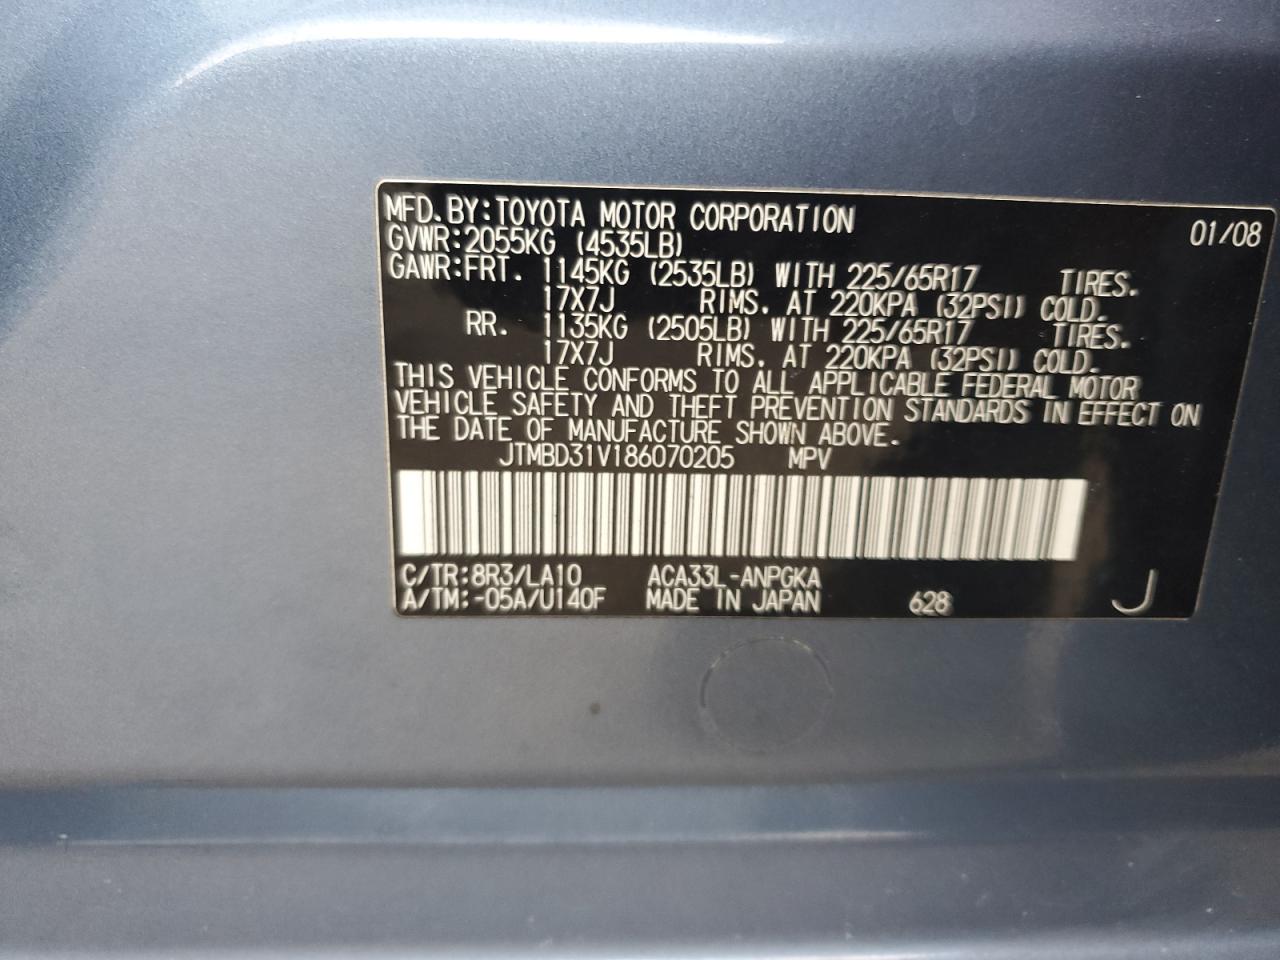 MFD.BY:TOYOTA MOTOR CORPORATION 01/08
GVWR:2055KG (4535LB)
GAWR:FRT. 1145KG (2535LB) WITH 225/65R17 TIRES.
17X7J RIMS. AT 220KPA (32PSI) COLD.
RR. 1135KG (2505LB) WITH 225/65R17 TIRES.
17X7J RIMS. AT 220KPA (32PSI) COLD.
THIS VEHICLE CONFORMS TO ALL APPLICABLE FEDERAL MOTOR
VEHICLE SAFETY AND THEFT PREVENTION STANDARDS IN EFFECT ON
THE DATE OF MANUFACTURE SHOWN ABOVE.
JTMBD31V186070205 MPV
C/TR:8R3/LA10 ACA33L-ANPGKA
A/TM:-05A/U140F MADE IN JAPAN 628 J